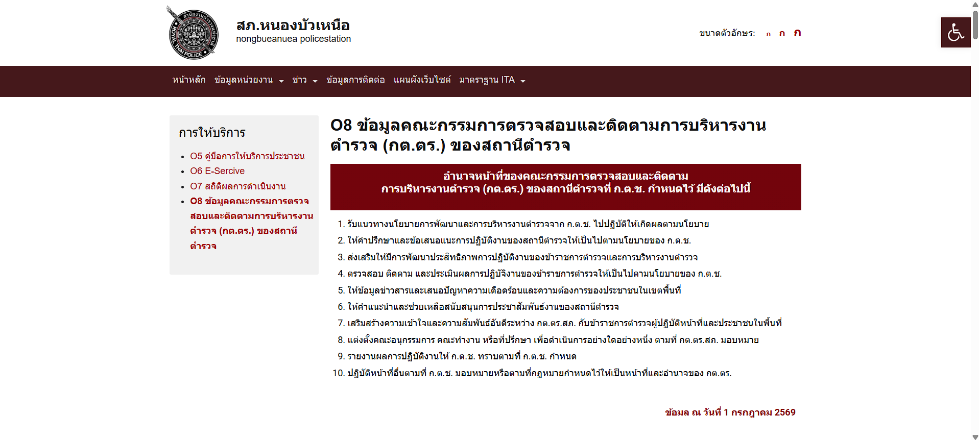 สภ.หนองบัวเหนือ
nongbueanuea policestation
ขนาดตัวอักษร: ก ก ก
หน้าหลัก ข้อมูลหน่วยงาน ข่าว ข้อมูลการติดต่อ แผนผังเว็บไซต์ มาตรฐาน ITA
การให้บริการ
O5 คู่มือการให้บริการประชาชน
O6 E-Sercive
O7 สถิติผลการดำเนินงาน
O8 ข้อมูลคณะกรรมการตรวจ
สอบและติดตามการบริหารงาน
ตำรวจ (กต.ตร.) ของสถานี
ตำรวจ
O8 ข้อมูลคณะกรรมการตรวจสอบและติดตามการบริหารงาน
ตำรวจ (กต.ตร.) ของสถานีตำรวจ
อำนาจหน้าที่ของคณะกรรมการตรวจสอบและติดตาม
การบริหารงานตำรวจ (กต.ตร.) ของสถานีตำรวจที่ ก.ต.ช. กำหนดไว้ มีดังต่อไปนี้
1. รับแนวทางนโยบายการพัฒนาและการบริหารงานตำรวจจาก ก.ต.ช. ไปปฏิบัติให้เกิดผลตามนโยบาย
2. ให้คำปรึกษาและข้อเสนอแนะการปฏิบัติงานของสถานีตำรวจให้เป็นไปตามนโยบายของ ก.ต.ช.
3. ส่งเสริมให้มีการพัฒนาประสิทธิภาพการปฏิบัติงานของข้าราชการตำรวจและการบริหารงานตำรวจ
4. ตรวจสอบ ติดตาม และประเมินผลการปฏิบัติงานของข้าราชการตำรวจให้เป็นไปตามนโยบายของ ก.ต.ช.
5. ให้ข้อมูลข่าวสารและเสนอปัญหาความเดือดร้อนและความต้องการของประชาชนในเขตพื้นที่
6. ให้คำแนะนำและช่วยเหลือสนับสนุนการประชาสัมพันธ์งานของสถานีตำรวจ
7. เสริมสร้างความเข้าใจและความสัมพันธ์อันดีระหว่าง กต.ตร.สภ. กับข้าราชการตำรวจผู้ปฏิบัติหน้าที่และประชาชนในพื้นที่
8. แต่งตั้งคณะอนุกรรมการ คณะทำงาน หรือที่ปรึกษา เพื่อดำเนินการอย่างใดอย่างหนึ่ง ตามที่ กต.ตร.สภ. มอบหมาย
9. รายงานผลการปฏิบัติงานให้ ก.ต.ช. ทราบตามที่ ก.ต.ช. กำหนด
10. ปฏิบัติหน้าที่อื่นตามที่ ก.ต.ช. มอบหมายหรือตามที่กฎหมายกำหนดไว้ให้เป็นหน้าที่และอำนาจของ กต.ตร.
ข้อมูล ณ วันที่ 1 กรกฎาคม 2569